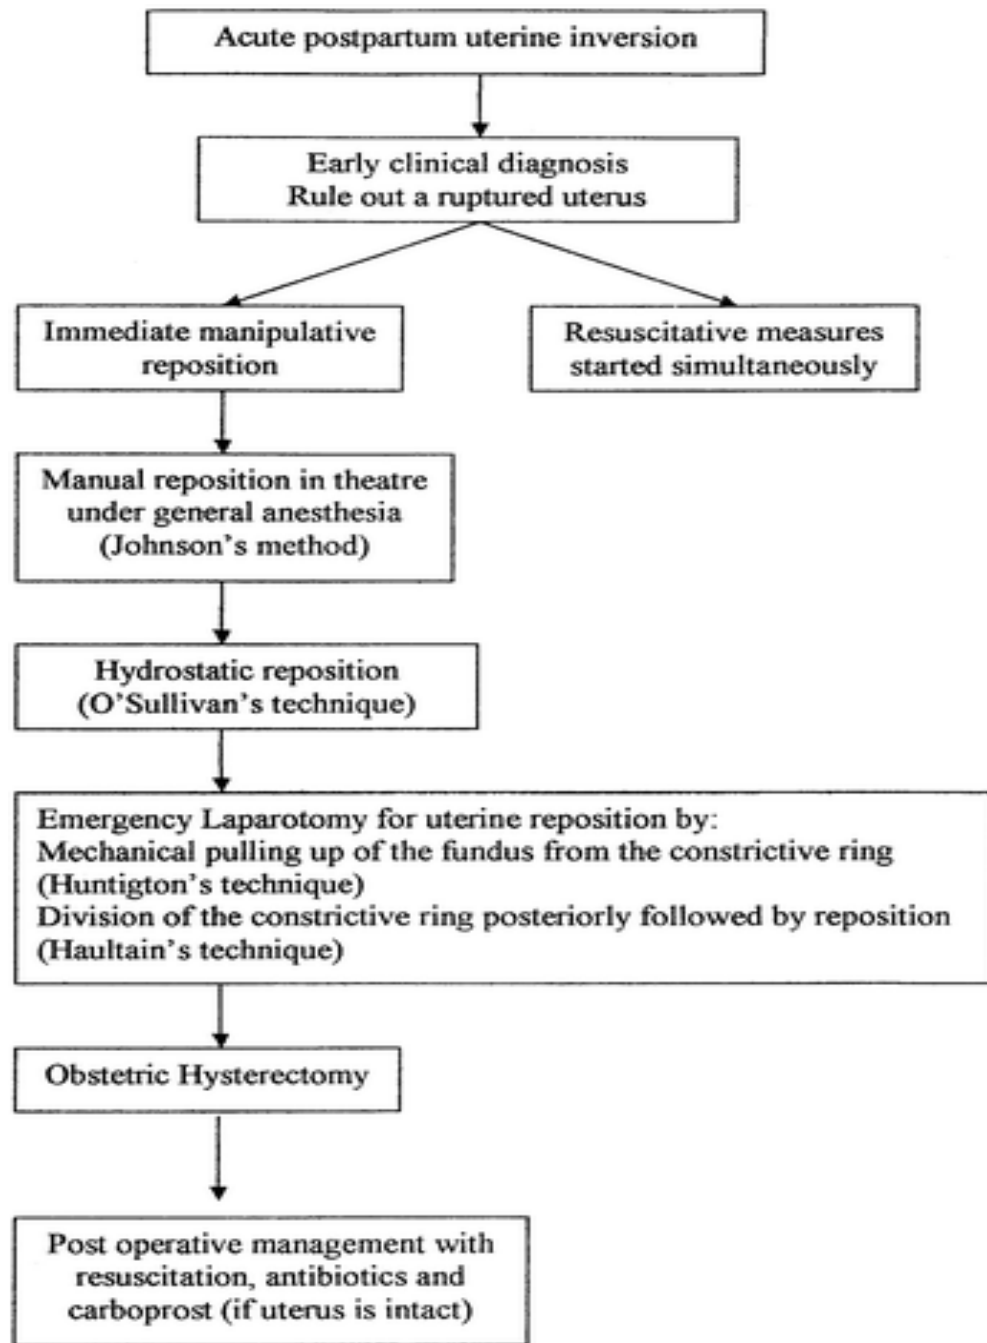 Acute postpartum uterine inversion
Early clinical diagnosis
Rule out a ruptured uterus
Immediate manipulative
reposition
Resuscitative measures
started simultaneously
Manual reposition in theatre
under general anesthesia
(Johnson's method)
Hydrostatic reposition
(O'Sullivan's technique)
Emergency Laparotomy for uterine reposition by:
Mechanical pulling up of the fundus from the constrictive ring
(Huntigton's technique)
Division of the constrictive ring posteriorly followed by reposition
(Haultain's technique)
Obstetric Hysterectomy
Post operative management with
resuscitation, antibiotics and
carboprost (if uterus is intact)